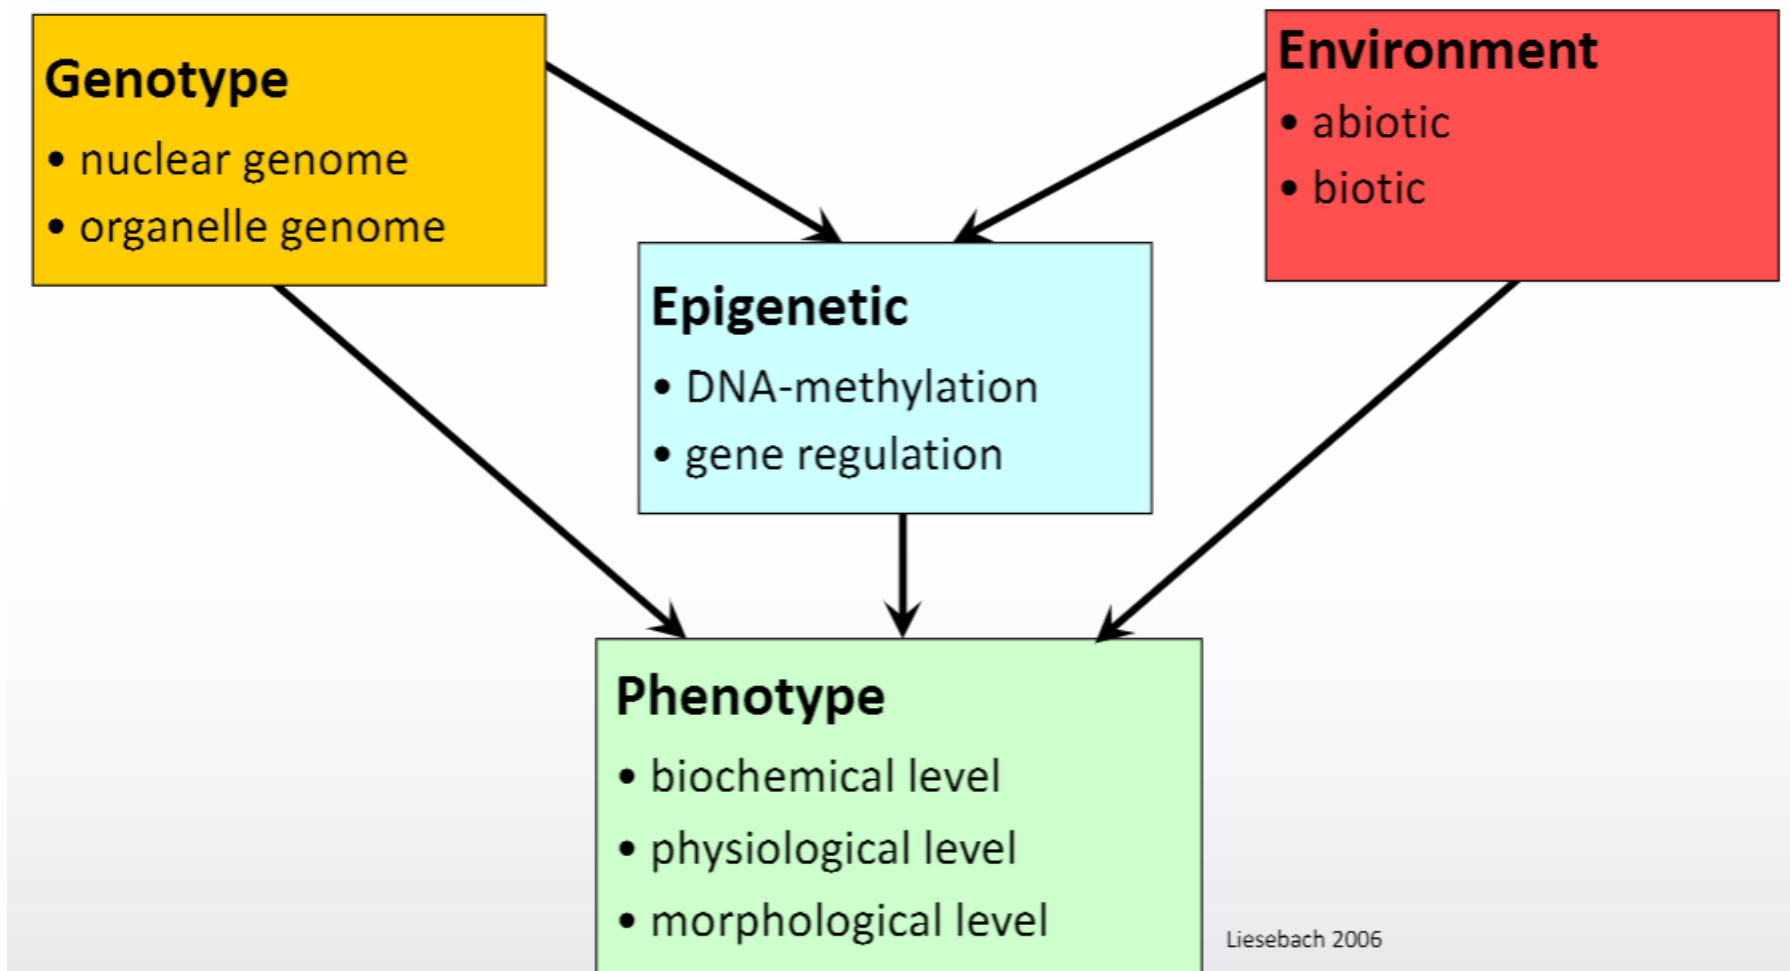 Genotype
• nuclear genome
• organelle genome
Environment
• abiotic
• biotic
Epigenetic
• DNA-methylation
• gene regulation
Phenotype
• biochemical level
• physiological level
• morphological level
Liesebach 2006